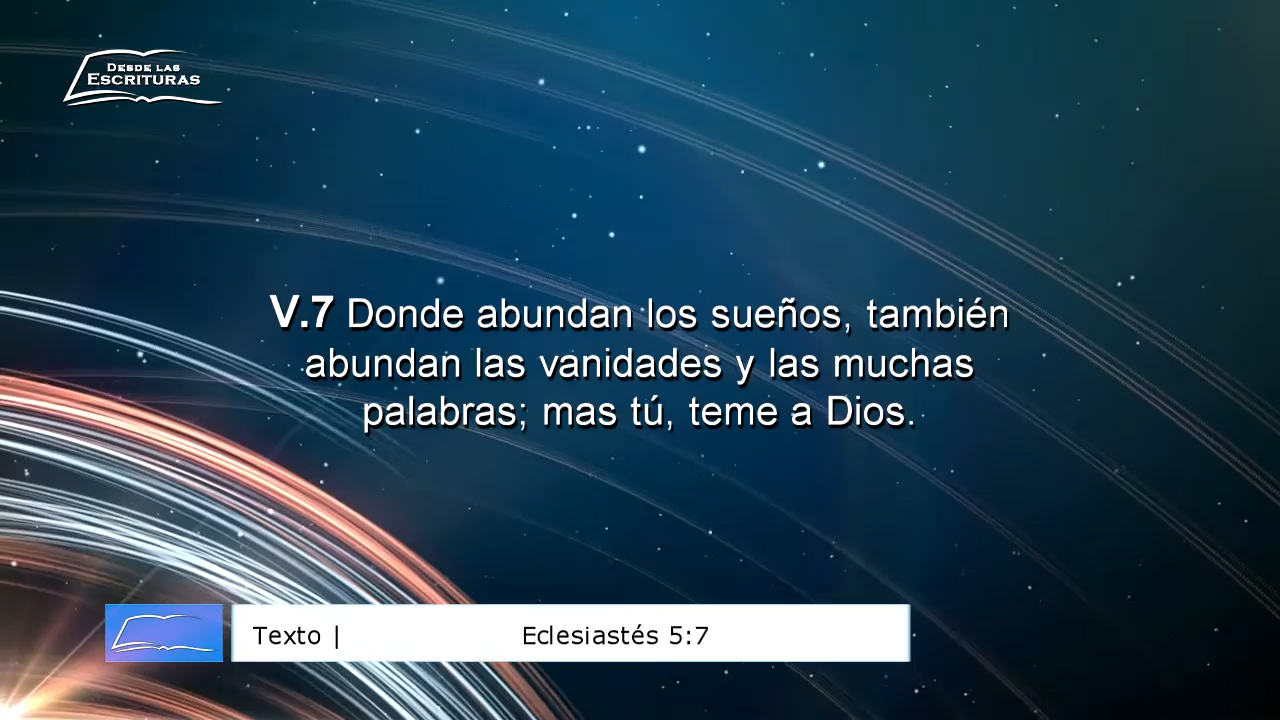 DESDE LAS
ESCRITURAS
V.7 Donde abundan los sueños, también
abundan las vanidades y las muchas
palabras; mas tú, teme a Dios.
Texto | Eclesiastés 5:7